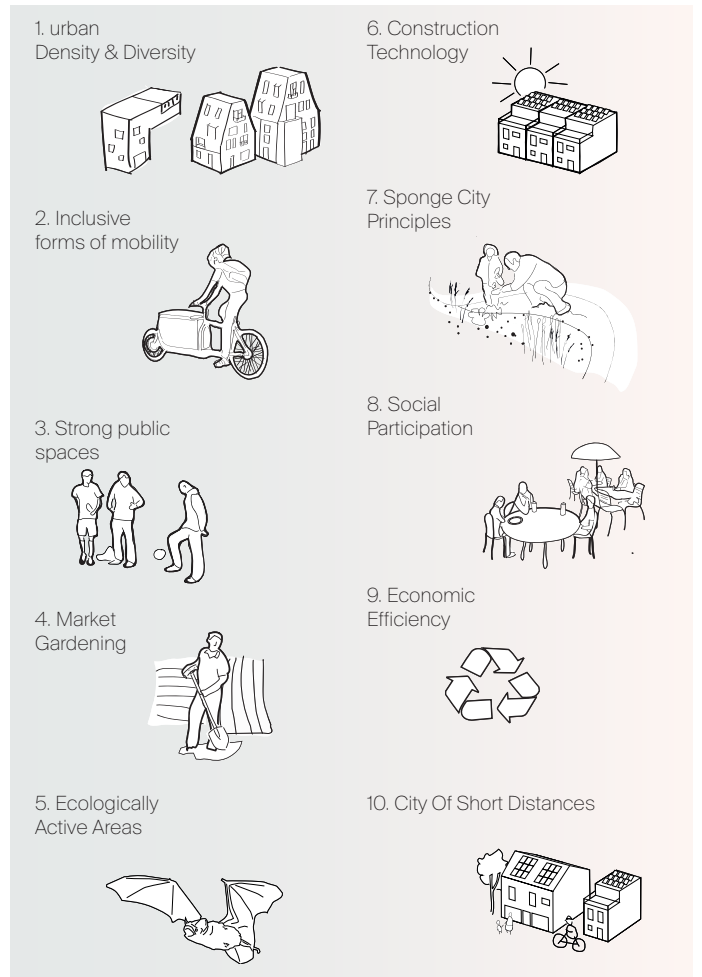 1. urban
Density & Diversity
2. Inclusive
forms of mobility
3. Strong public
spaces
4. Market
Gardening
5. Ecologically
Active Areas
6. Construction
Technology
7. Sponge City
Principles
8. Social
Participation
9. Economic
Efficiency
10. City Of Short Distances